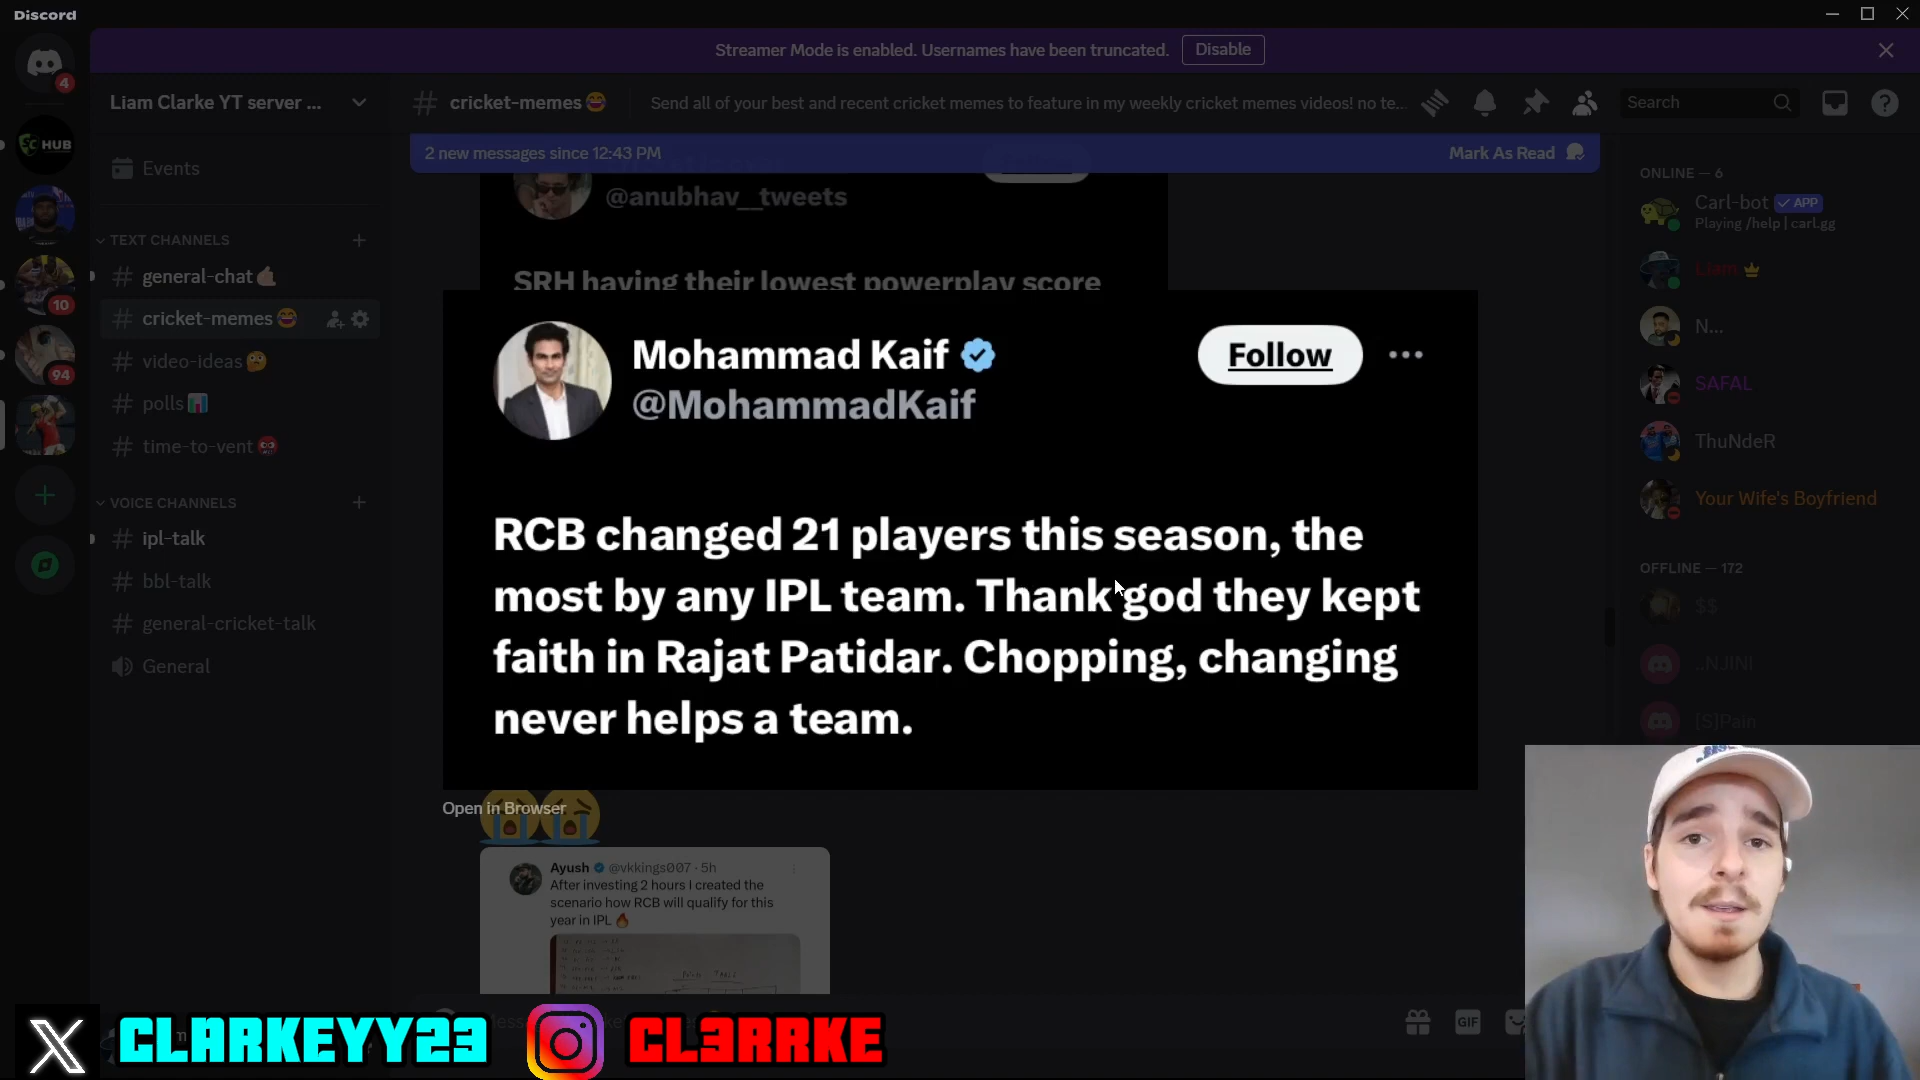 Discord
Streamer Mode is enabled. Usernames have been truncated. Disable
4
Liam Clarke YT server ...
# cricket-memes😂
Send all of your best and recent cricket memes to feature in my weekly cricket memes videos! no te...
Search
2 new messages since 12:43 PM
Mark As Read
HUB
Events
TEXT CHANNELS
# general-chat
# cricket-memes😂
# video-ideas🤔
# polls📊
# time-to-vent
VOICE CHANNELS
# ipl-talk
# bbl-talk
# general-cricket-talk
General
10
94
@anubhav__tweets
SRH having their lowest powerplay score
Mohammad Kaif
@MohammadKaif
Follow
RCB changed 21 players this season, the
most by any IPL team. Thank god they kept
faith in Rajat Patidar. Chopping, changing
never helps a team.
Open in Browser
Ayush @vkkings007 · 5h
After investing 2 hours I created the
scenario how RCB will qualify for this
year in IPL 🔥
ONLINE — 6
Carl-bot APP
Playing /help | carl.gg
Liam
N...
SAFAL
ThuNdeR
Your Wife's Boyfriend
OFFLINE — 172
$$
..NJINI
[S]Pain
GIF
CLARKEYY23
CL3RRKE